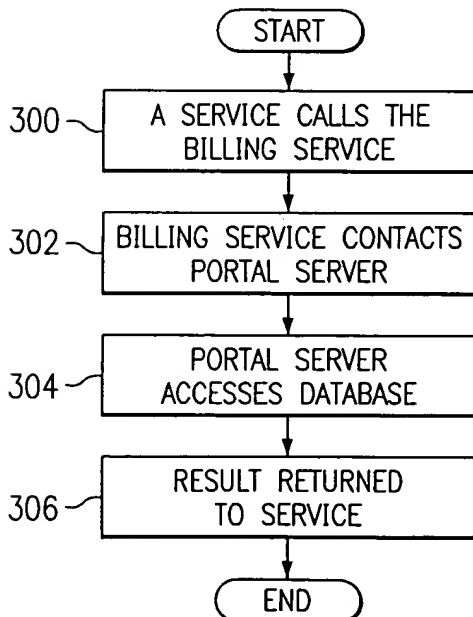 START
300
A SERVICE CALLS THE
BILLING SERVICE
302
BILLING SERVICE CONTACTS
PORTAL SERVER
304
PORTAL SERVER
ACCESSES DATABASE
306
RESULT RETURNED
TO SERVICE
END